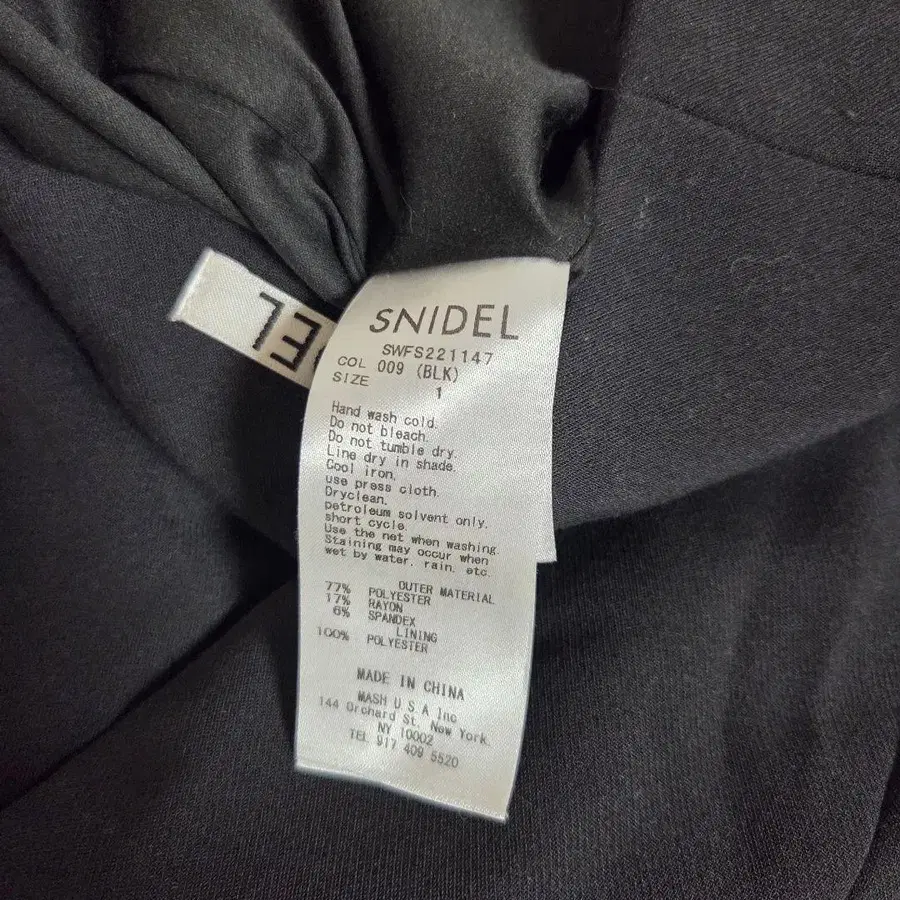 SNIDEL
SWFS221147
COL 009 (BLK)
SIZE 1
Hand wash cold.
Do not bleach.
Do not tumble dry.
Line dry in shade.
Cool iron.
use press cloth.
Dryclean.
petroleum solvent only.
short cycle.
Use the net when washing.
Staining may occur when
wet by water. rain. etc.
OUTER MATERIAL
77% POLYESTER
17% RAYON
6% SPANDEX
LINING
100% POLYESTER
MADE IN CHINA
MASH U.S.A Inc
144 Orchard St. New York.
NY 10002
TEL 917 409 5520